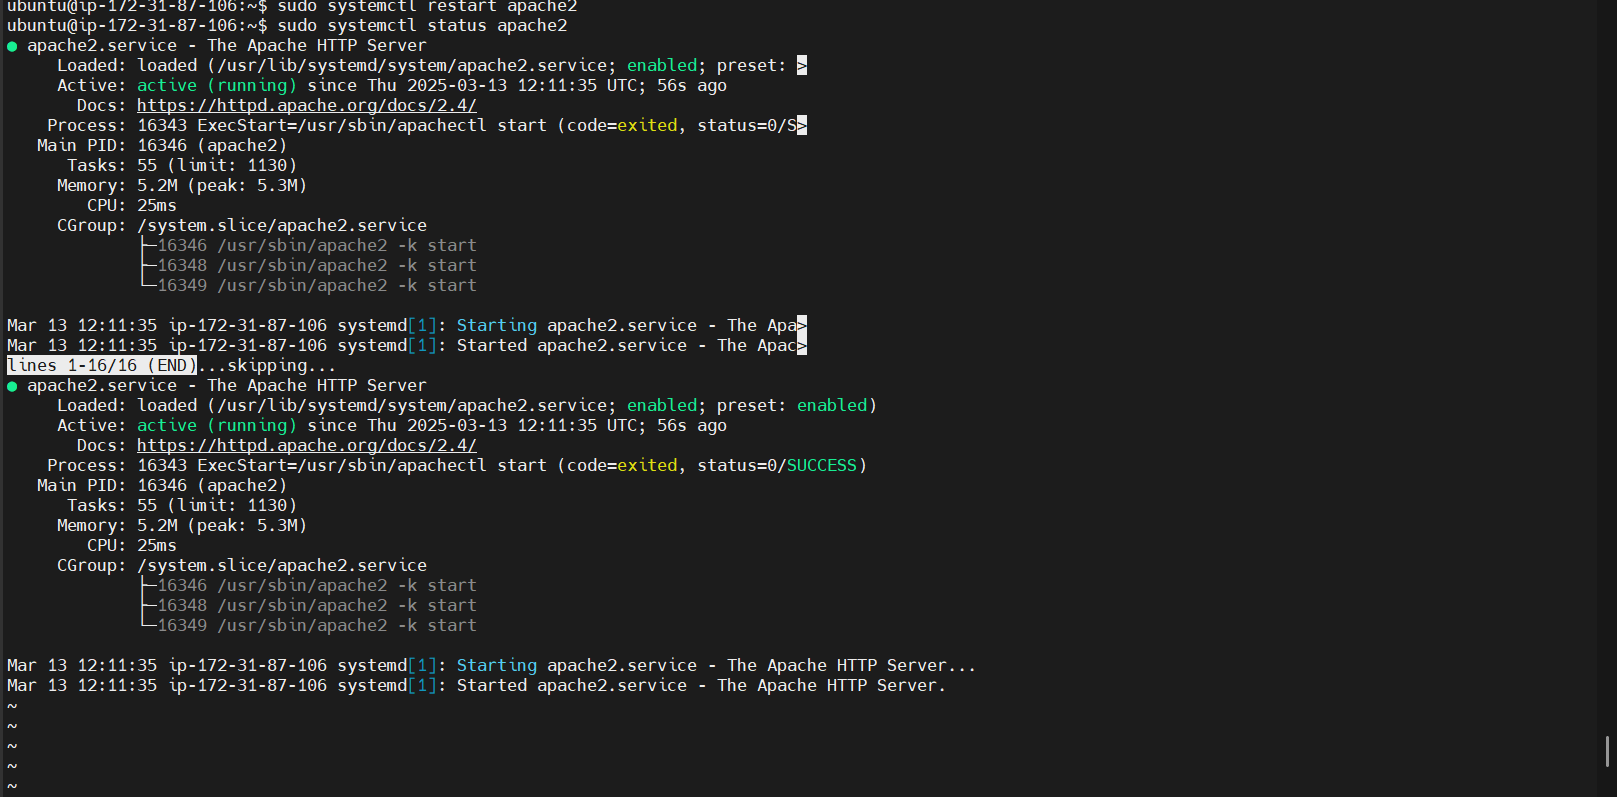 ubuntu@ip-172-31-87-106:~$ sudo systemctl restart apache2
ubuntu@ip-172-31-87-106:~$ sudo systemctl status apache2
● apache2.service - The Apache HTTP Server
     Loaded: loaded (/usr/lib/systemd/system/apache2.service; enabled; preset: >
     Active: active (running) since Thu 2025-03-13 12:11:35 UTC; 56s ago
       Docs: https://httpd.apache.org/docs/2.4/
    Process: 16343 ExecStart=/usr/sbin/apachectl start (code=exited, status=0/S>
   Main PID: 16346 (apache2)
      Tasks: 55 (limit: 1130)
     Memory: 5.2M (peak: 5.3M)
        CPU: 25ms
     CGroup: /system.slice/apache2.service
             ├─16346 /usr/sbin/apache2 -k start
             ├─16348 /usr/sbin/apache2 -k start
             └─16349 /usr/sbin/apache2 -k start

Mar 13 12:11:35 ip-172-31-87-106 systemd[1]: Starting apache2.service - The Apa>
Mar 13 12:11:35 ip-172-31-87-106 systemd[1]: Started apache2.service - The Apac>
lines 1-16/16 (END)...skipping...
● apache2.service - The Apache HTTP Server
     Loaded: loaded (/usr/lib/systemd/system/apache2.service; enabled; preset: enabled)
     Active: active (running) since Thu 2025-03-13 12:11:35 UTC; 56s ago
       Docs: https://httpd.apache.org/docs/2.4/
    Process: 16343 ExecStart=/usr/sbin/apachectl start (code=exited, status=0/SUCCESS)
   Main PID: 16346 (apache2)
      Tasks: 55 (limit: 1130)
     Memory: 5.2M (peak: 5.3M)
        CPU: 25ms
     CGroup: /system.slice/apache2.service
             ├─16346 /usr/sbin/apache2 -k start
             ├─16348 /usr/sbin/apache2 -k start
             └─16349 /usr/sbin/apache2 -k start

Mar 13 12:11:35 ip-172-31-87-106 systemd[1]: Starting apache2.service - The Apache HTTP Server...
Mar 13 12:11:35 ip-172-31-87-106 systemd[1]: Started apache2.service - The Apache HTTP Server.
~
~
~
~
~